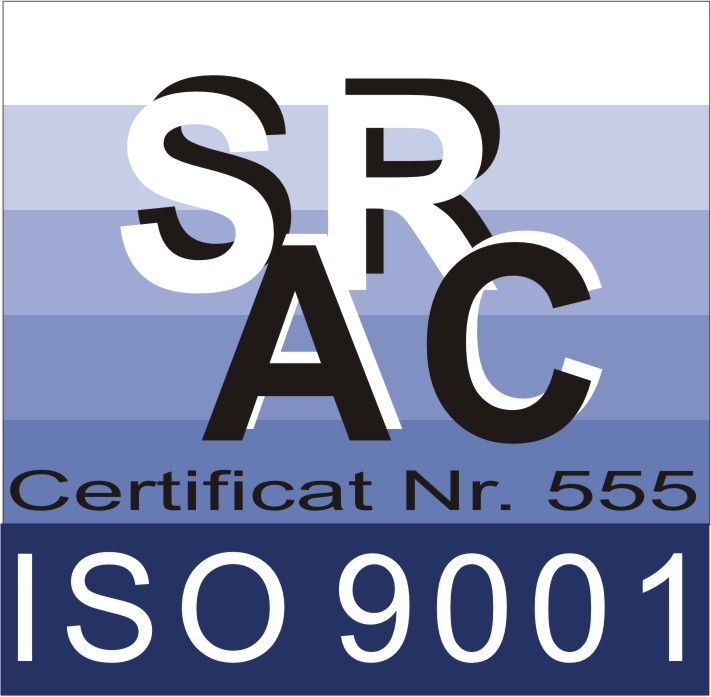 SR
AC
Certificat Nr. 555
ISO 9001